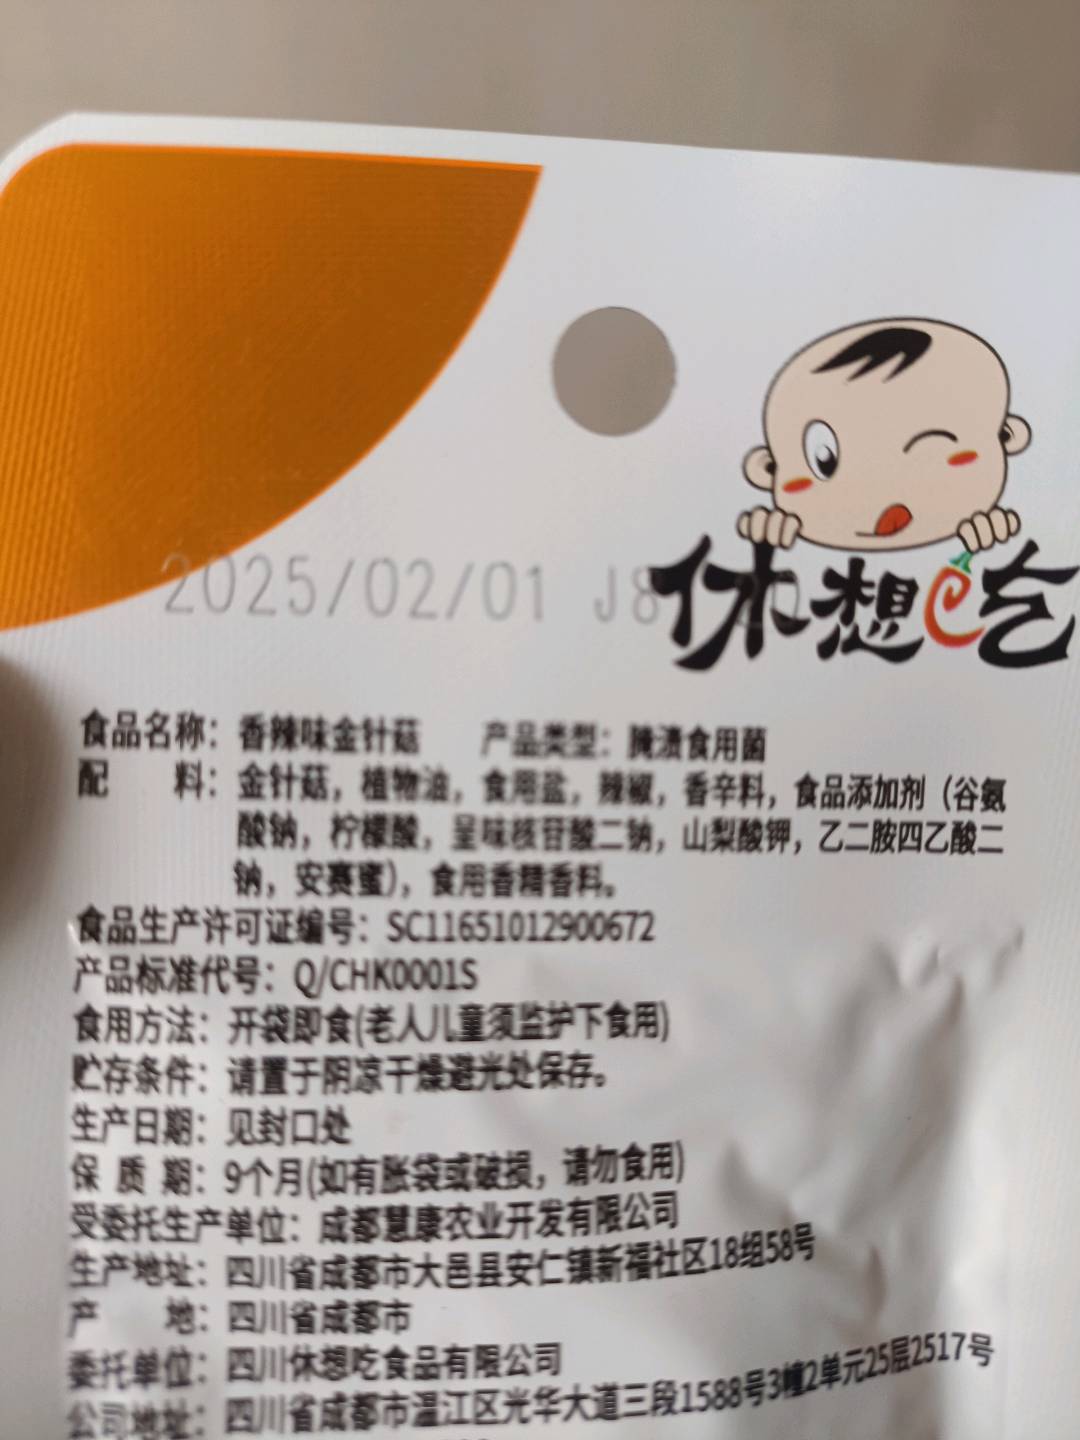 2025/02/01 J8
休想吃
食品名称：香辣味金针菇 产品类型：腌渍食用菌
配 料：金针菇，植物油，食用盐，辣椒，香辛料，食品添加剂（谷氨
酸钠，柠檬酸，呈味核苷酸二钠，山梨酸钾，乙二胺四乙酸二
钠，安赛蜜），食用香精香料。
食品生产许可证编号：SC11651012900672
产品标准代号：Q/CHK0001S
食用方法：开袋即食(老人儿童须监护下食用)
贮存条件：请置于阴凉干燥避光处保存。
生产日期：见封口处
保 质 期：9个月(如有胀袋或破损，请勿食用)
受委托生产单位：成都慧康农业开发有限公司
生产地址：四川省成都市大邑县安仁镇新福社区18组58号
产 地：四川省成都市
委托单位：四川休想吃食品有限公司
公司地址：四川省成都市温江区光华大道三段1588号3幢2单元25层2517号